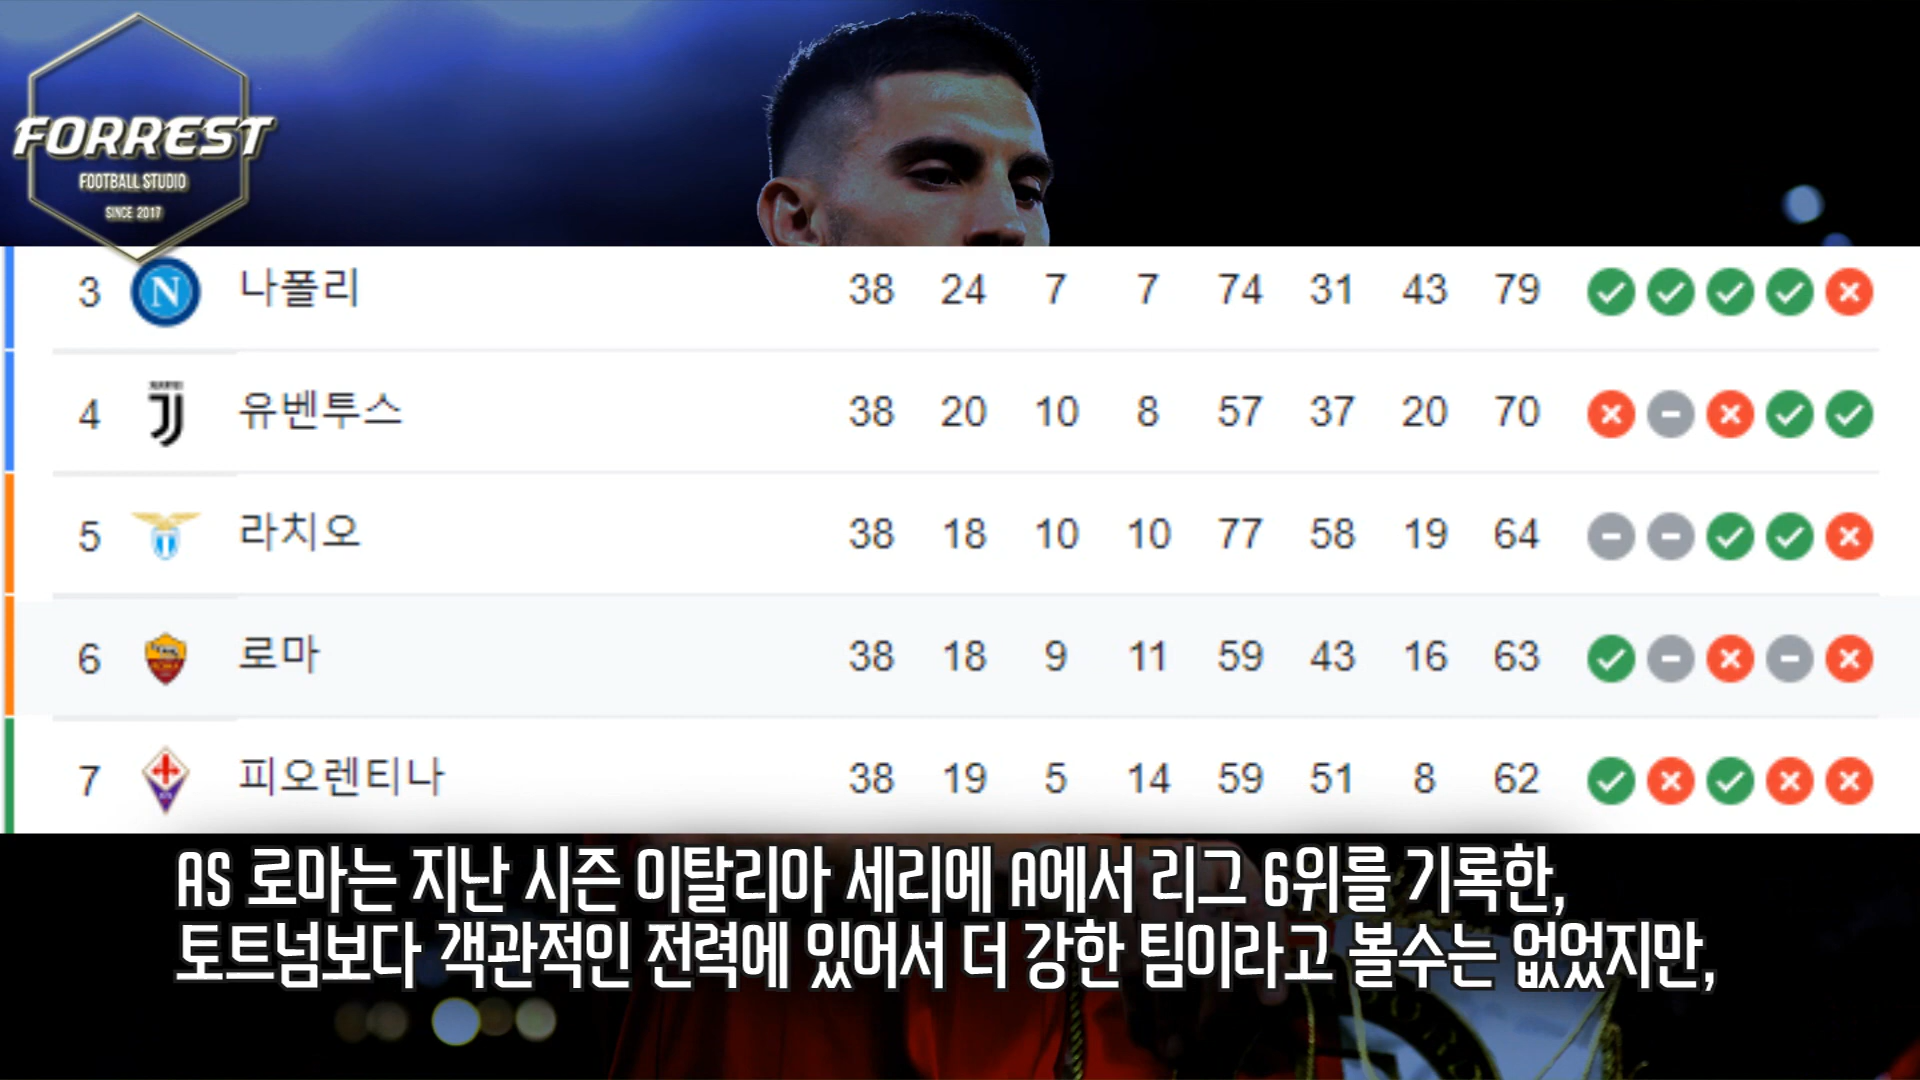 FORREST
FOOTBALL STUDIO
SINCE 2017
3 N 나폴리 38 24 7 7 74 31 43 79
4 유벤투스 38 20 10 8 57 37 20 70
5 라치오 38 18 10 10 77 58 19 64
6 로마 38 18 9 11 59 43 16 63
7 피오렌티나 38 19 5 14 59 51 8 62
AS 로마는 지난 시즌 이탈리아 세리에 A에서 리그 6위를 기록한,
토트넘보다 객관적인 전력에 있어서 더 강한 팀이라고 볼수는 없었지만,